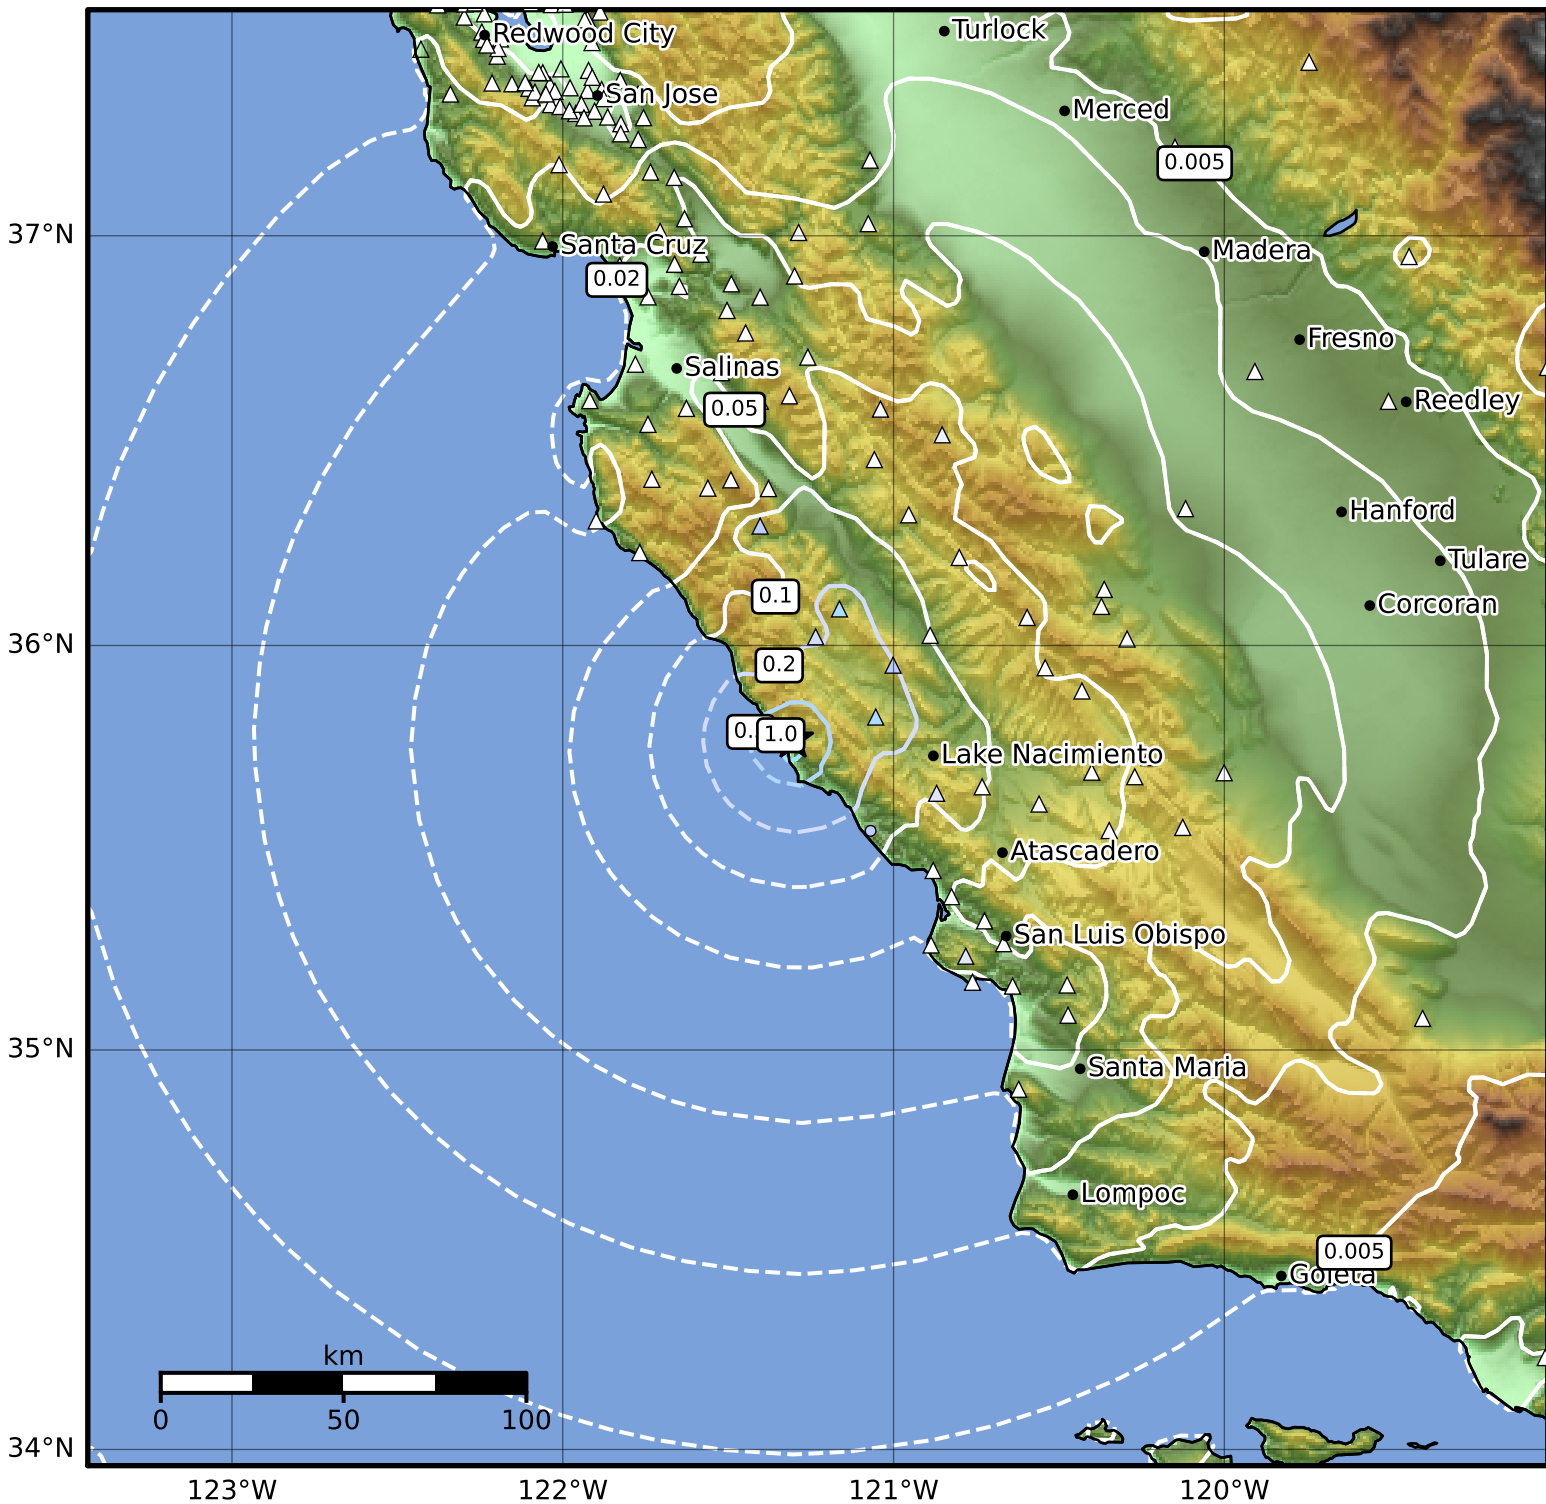 Redwood City
Turlock
San Jose
Merced
0.005
37°N
Santa Cruz
Madera
0.02
Fresno
Salinas
0.05
Reedley
Hanford
Tulare
0.1
Corcoran
36°N
0.2
0.
1.0
Lake Nacimiento
Atascadero
San Luis Obispo
35°N
Santa Maria
Lompoc
0.005
Goleta
km
0 50 100
34°N
123°W 122°W 121°W 120°W